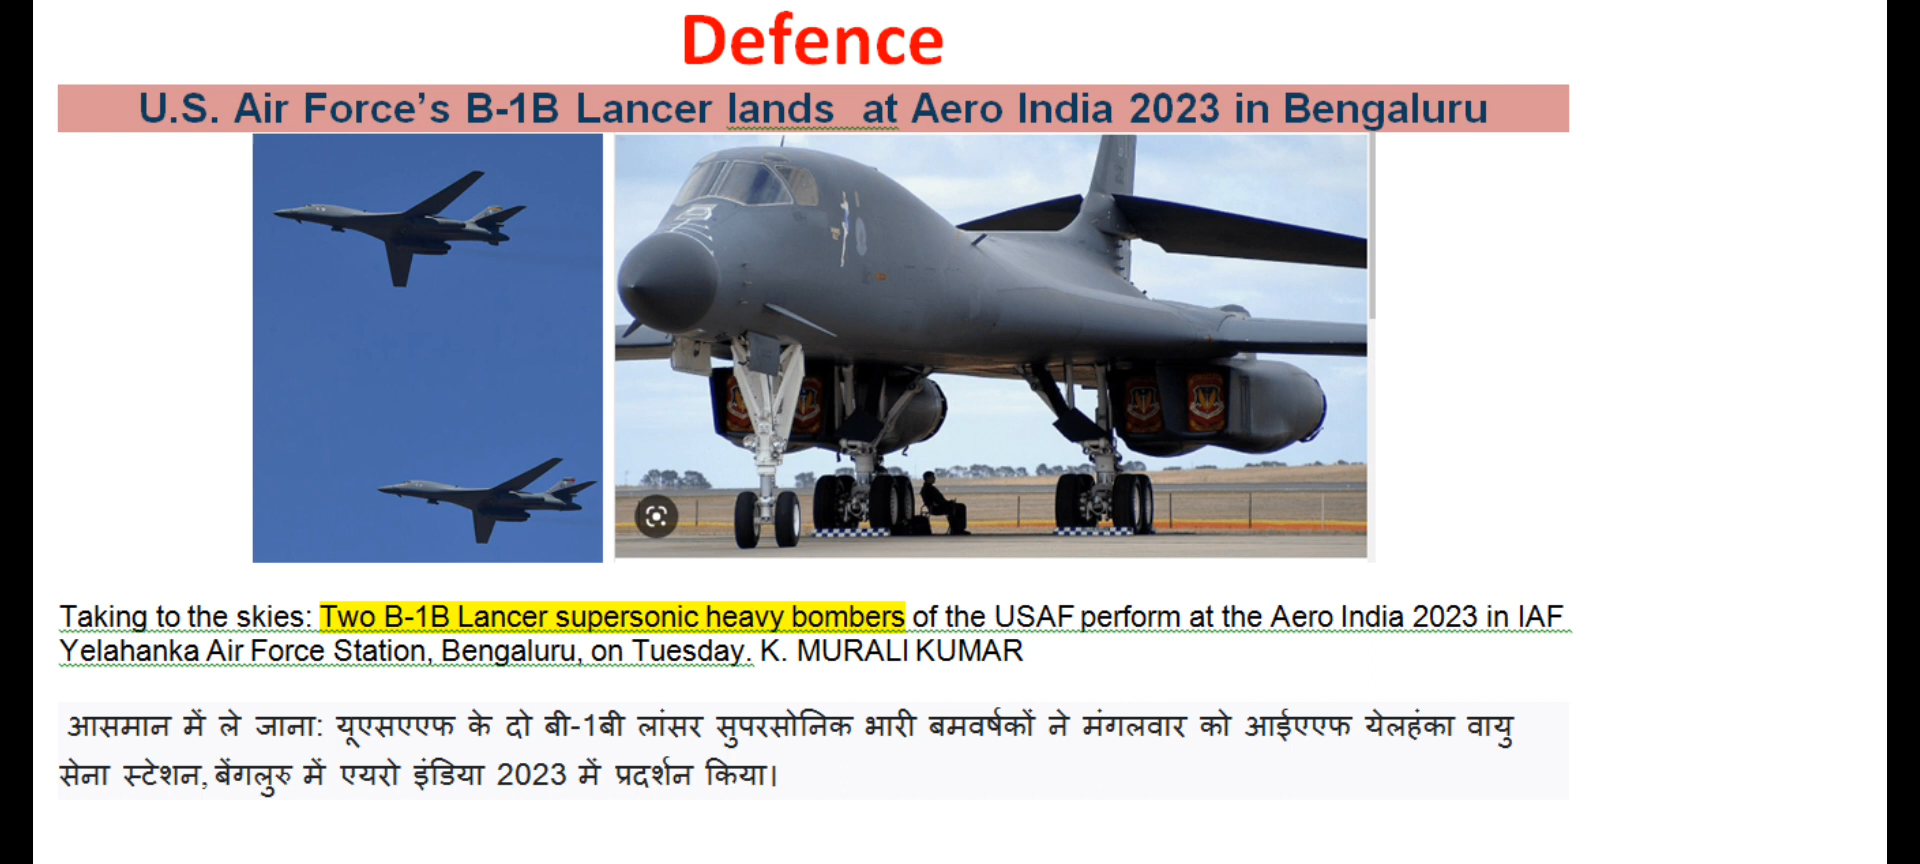 Defence
U.S. Air Force’s B-1B Lancer lands at Aero India 2023 in Bengaluru
Taking to the skies: Two B-1B Lancer supersonic heavy bombers of the USAF perform at the Aero India 2023 in IAF
Yelahanka Air Force Station, Bengaluru, on Tuesday. K. MURALI KUMAR
आसमान में ले जाना: यूएसएएफ के दो बी-1बी लांसर सुपरसोनिक भारी बमवर्षकों ने मंगलवार को आईएएफ येलहंका वायु
सेना स्टेशन, बेंगलुरु में एयरो इंडिया 2023 में प्रदर्शन किया।